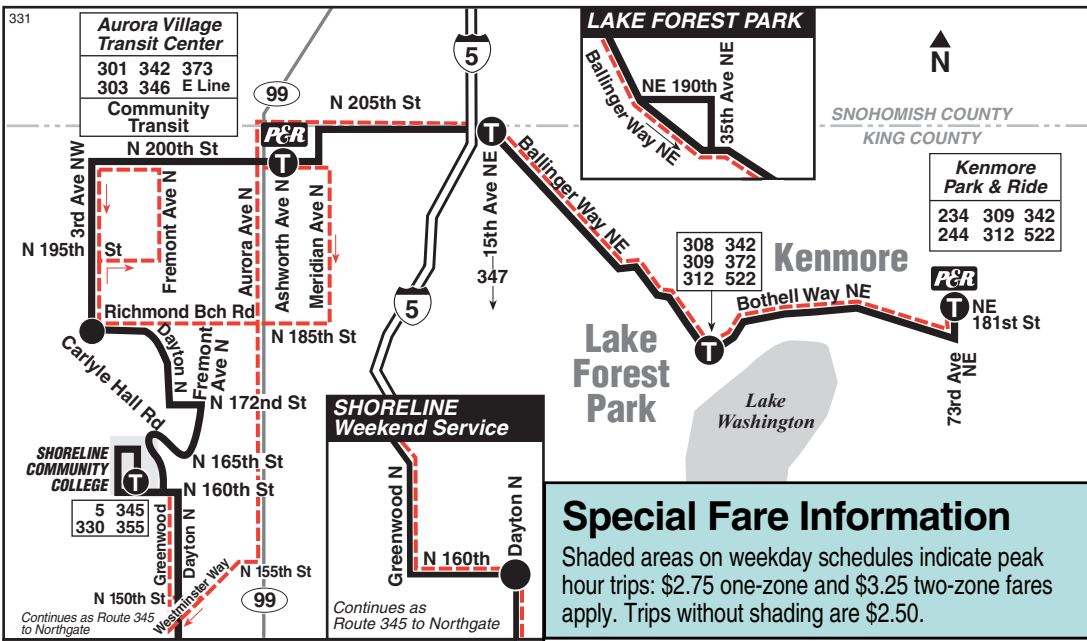 331
Aurora Village
Transit Center
301 342 373
303 346 E Line
Community
Transit
99
N 205th St
P&R
T
N 200th St
3rd Ave NW
Fremont Ave N
N 195th St
Aurora Ave N
Ashworth Ave N
Meridian Ave N
Richmond Bch Rd
N 185th St
Carlyle Hall Rd
Dayton N
Fremont
Ave N
N 172nd St
N 165th St
SHORELINE
COMMUNITY
COLLEGE
T
N 160th St
5 345
330 355
Greenwood
Dayton N
N 155th St
N 150th St
Westminster Way
99
Continues as Route 345
to Northgate
5
5
T
15th Ave NE
347
Ballinger Way NE
LAKE FOREST PARK
Ballinger Way NE
NE 190th
35th Ave NE
N
SNOHOMISH COUNTY
KING COUNTY
Kenmore
Park & Ride
234 309 342
244 312 522
308 342
309 372
312 522
Kenmore
P&R
T
NE
181st St
Bothell Way NE
73rd Ave
NE
T
Lake
Forest
Park
Lake
Washington
SHORELINE
Weekend Service
Greenwood N
N 160th
Dayton N
Continues as
Route 345 to Northgate
Special Fare Information
Shaded areas on weekday schedules indicate peak
hour trips: $2.75 one-zone and $3.25 two-zone fares
apply. Trips without shading are $2.50.